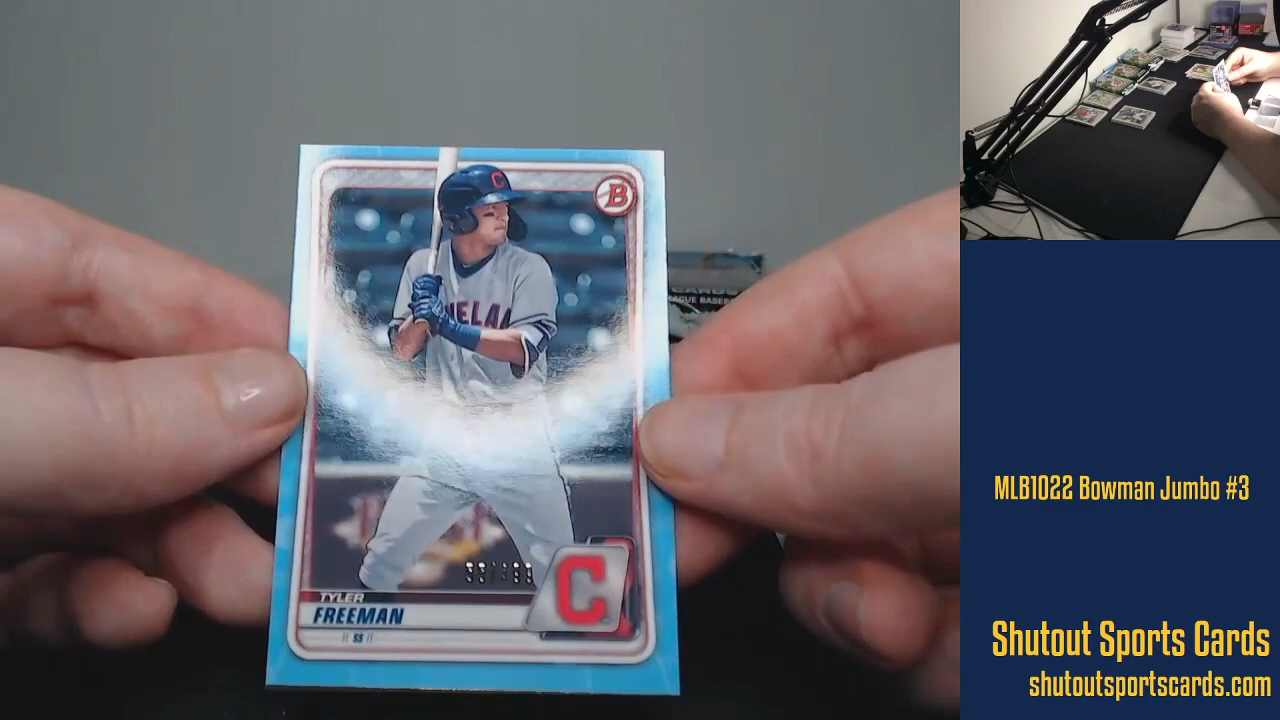 C
B
TYLER
FREEMAN
SS
C
MLB1022 Bowman Jumbo #3
Shutout Sports Cards
shutoutsportscards.com